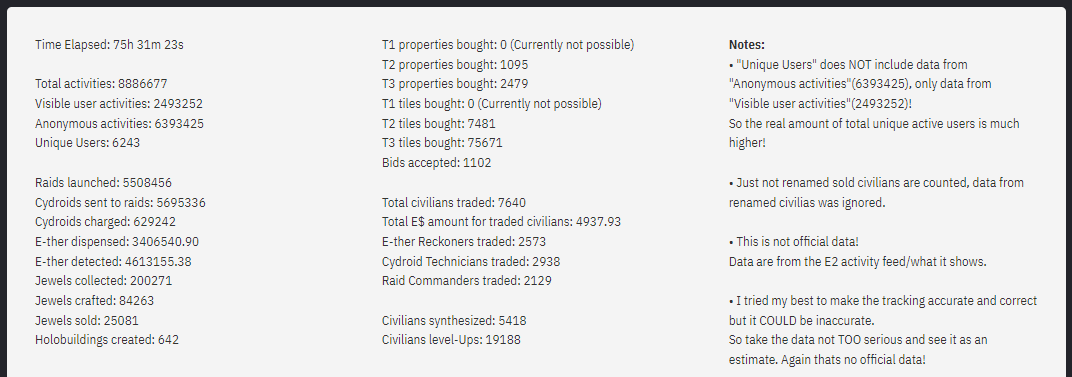 Time Elapsed: 75h 31m 23s
Total activities: 8886677
Visible user activities: 2493252
Anonymous activities: 6393425
Unique Users: 6243
Raids launched: 5508456
Cydroids sent to raids: 5695336
Cydroids charged: 629242
E-ther dispensed: 3406540.90
E-ther detected: 4613155.38
Jewels collected: 200271
Jewels crafted: 84263
Jewels sold: 25081
Holobuildings created: 642
T1 properties bought: 0 (Currently not possible)
T2 properties bought: 1095
T3 properties bought: 2479
T1 tiles bought: 0 (Currently not possible)
T2 tiles bought: 7481
T3 tiles bought: 75671
Bids accepted: 1102
Total civilians traded: 7640
Total E$ amount for traded civilians: 4937.93
E-ther Reckoners traded: 2573
Cydroid Technicians traded: 2938
Raid Commanders traded: 2129
Civilians synthesized: 5418
Civilians level-Ups: 19188
Notes:
• "Unique Users" does NOT include data from
"Anonymous activities"(6393425), only data from
"Visible user activities"(2493252)!
So the real amount of total unique active users is much
higher!
• Just not renamed sold civilians are counted, data from
renamed civilias was ignored.
• This is not official data!
Data are from the E2 activity feed/what it shows.
• I tried my best to make the tracking accurate and correct
but it COULD be inaccurate.
So take the data not TOO serious and see it as an
estimate. Again thats no official data!